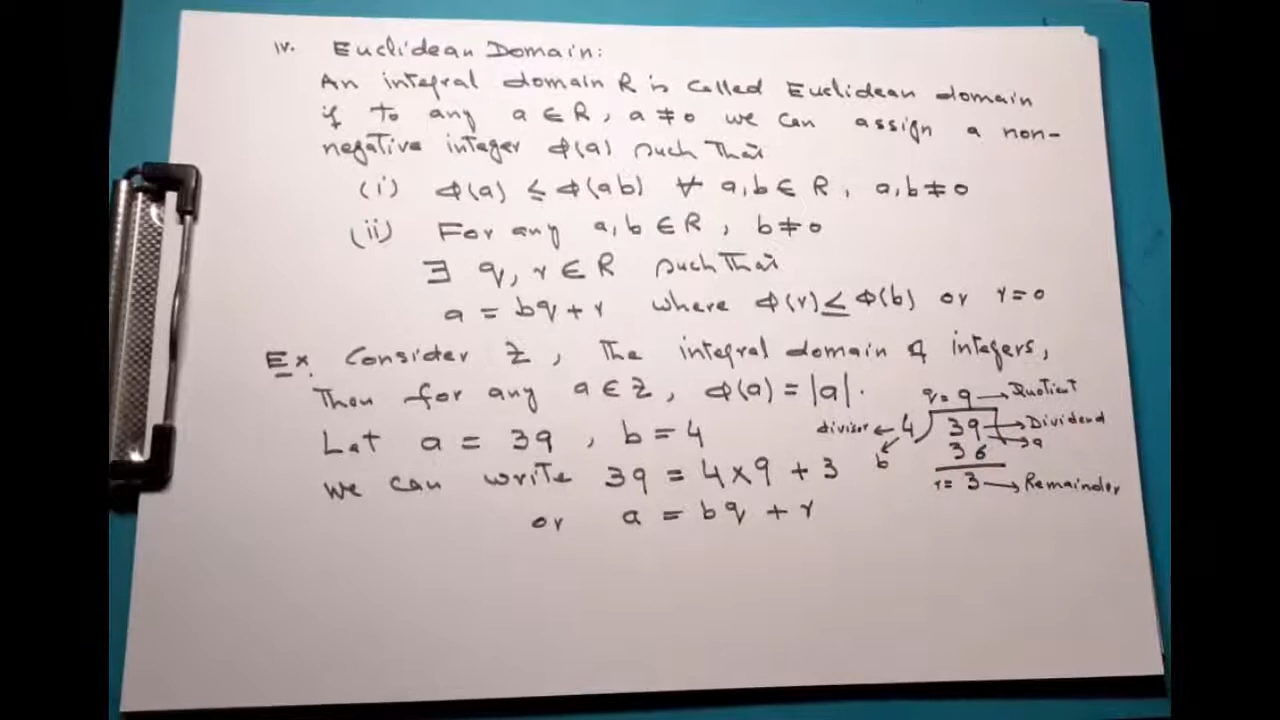 iv. Euclidean Domain:
An integral domain R is called Euclidean domain
if to any a ∈ R, a ≠ 0 we can assign a non-
negative integer ϕ(a) such that
(i) ϕ(a) ≤ ϕ(ab) ∀ a,b ∈ R, a,b ≠ 0
(ii) For any a,b ∈ R, b ≠ 0
∃ q, r ∈ R such that
a = bq + r where ϕ(r) ≤ ϕ(b) or r = 0
Ex. Consider Z, The integral domain of integers,
Then for any a ∈ Z, ϕ(a) = |a|.
q = 9 → Quotient
divisor ← 4 ) 39 → Dividend
b → a
36
r = 3 → Remainder
Let a = 39, b = 4
we can write 39 = 4 × 9 + 3
or a = bq + r